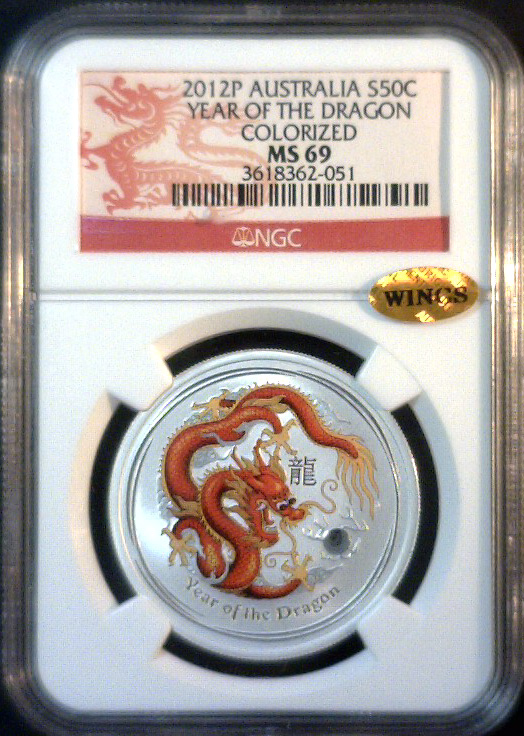 2012P AUSTRALIA S50C
YEAR OF THE DRAGON
COLORIZED
MS 69
3618362-051
NGC
WINGS
龍
Year of the Dragon